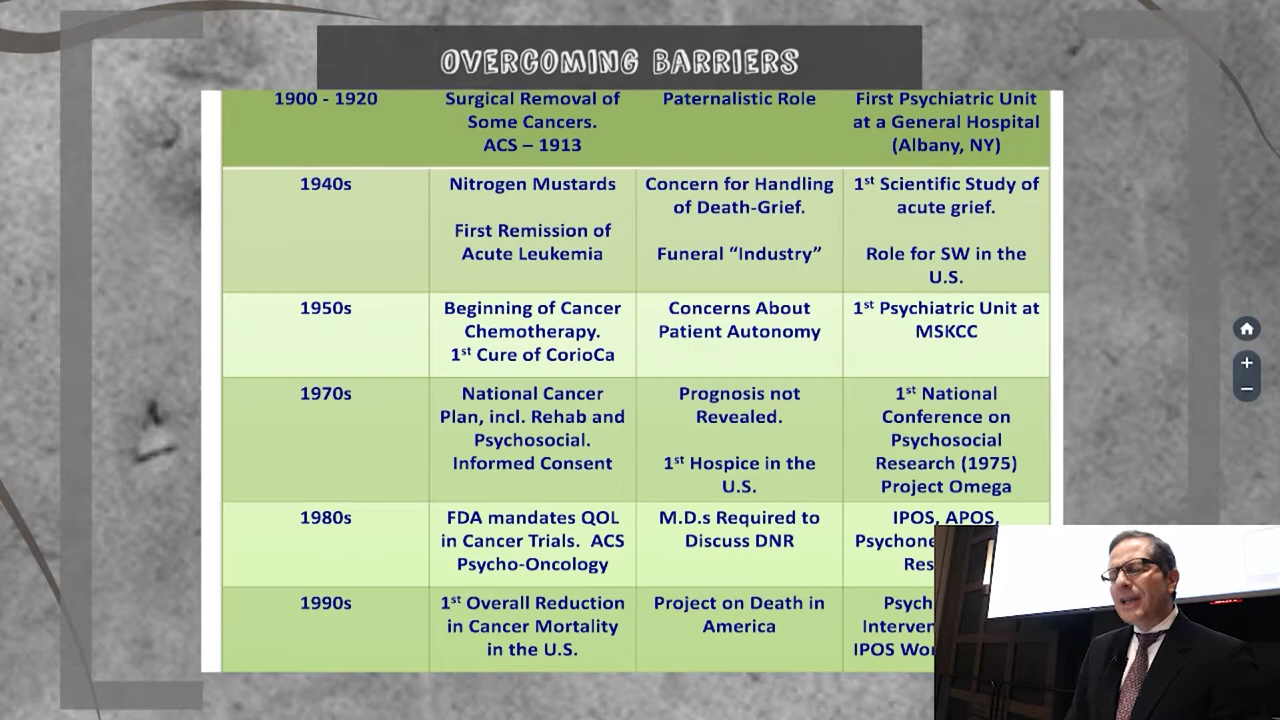 OVERCOMING BARRIERS
1900 - 1920
Surgical Removal of
Some Cancers.
ACS – 1913
Paternalistic Role
First Psychiatric Unit
at a General Hospital
(Albany, NY)
1940s
Nitrogen Mustards
First Remission of
Acute Leukemia
Concern for Handling
of Death-Grief.
Funeral “Industry”
1st Scientific Study of
acute grief.
Role for SW in the
U.S.
1950s
Beginning of Cancer
Chemotherapy.
1st Cure of CorioCa
Concerns About
Patient Autonomy
1st Psychiatric Unit at
MSKCC
1970s
National Cancer
Plan, incl. Rehab and
Psychosocial.
Informed Consent
Prognosis not
Revealed.
1st Hospice in the
U.S.
1st National
Conference on
Psychosocial
Research (1975)
Project Omega
1980s
FDA mandates QOL
in Cancer Trials. ACS
Psycho-Oncology
M.D.s Required to
Discuss DNR
IPOS, APOS,
1990s
1st Overall Reduction
in Cancer Mortality
in the U.S.
Project on Death in
America
IPOS